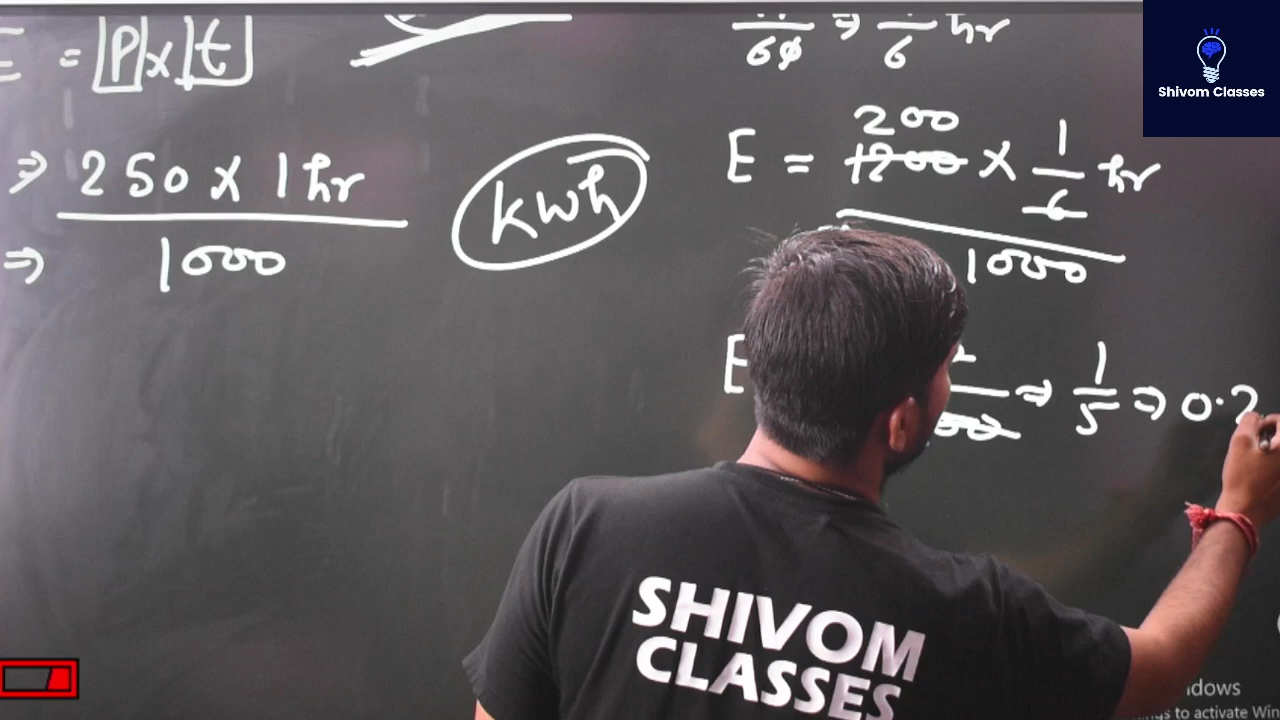 E = P x t
⇒ 250 x 1 hr
⇒ 1000
kwh
60 ⇒ 6 hr
200
E = 1200 x 1/6 hr
1000
E ⇒ 1/5 ⇒ 0.2
Shivom Classes
SHIVOM
CLASSES